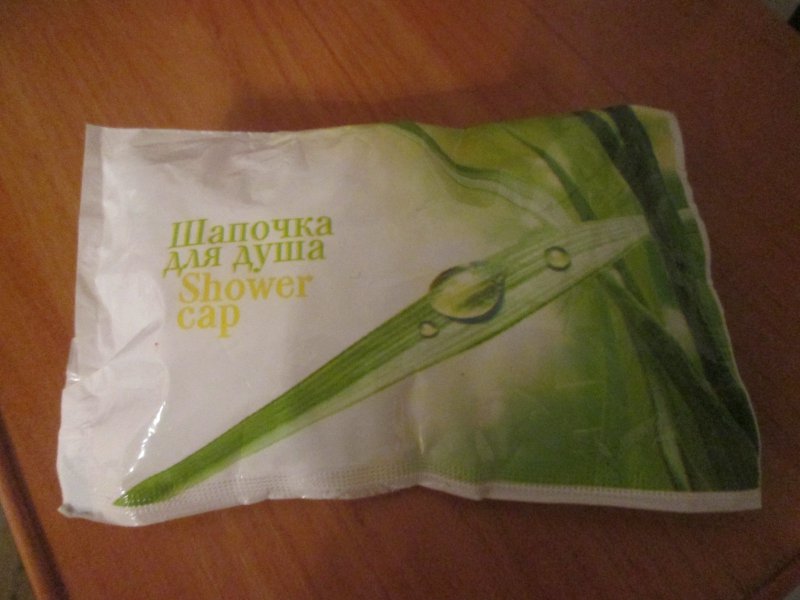 Шапочка
для душа
Shower
cap